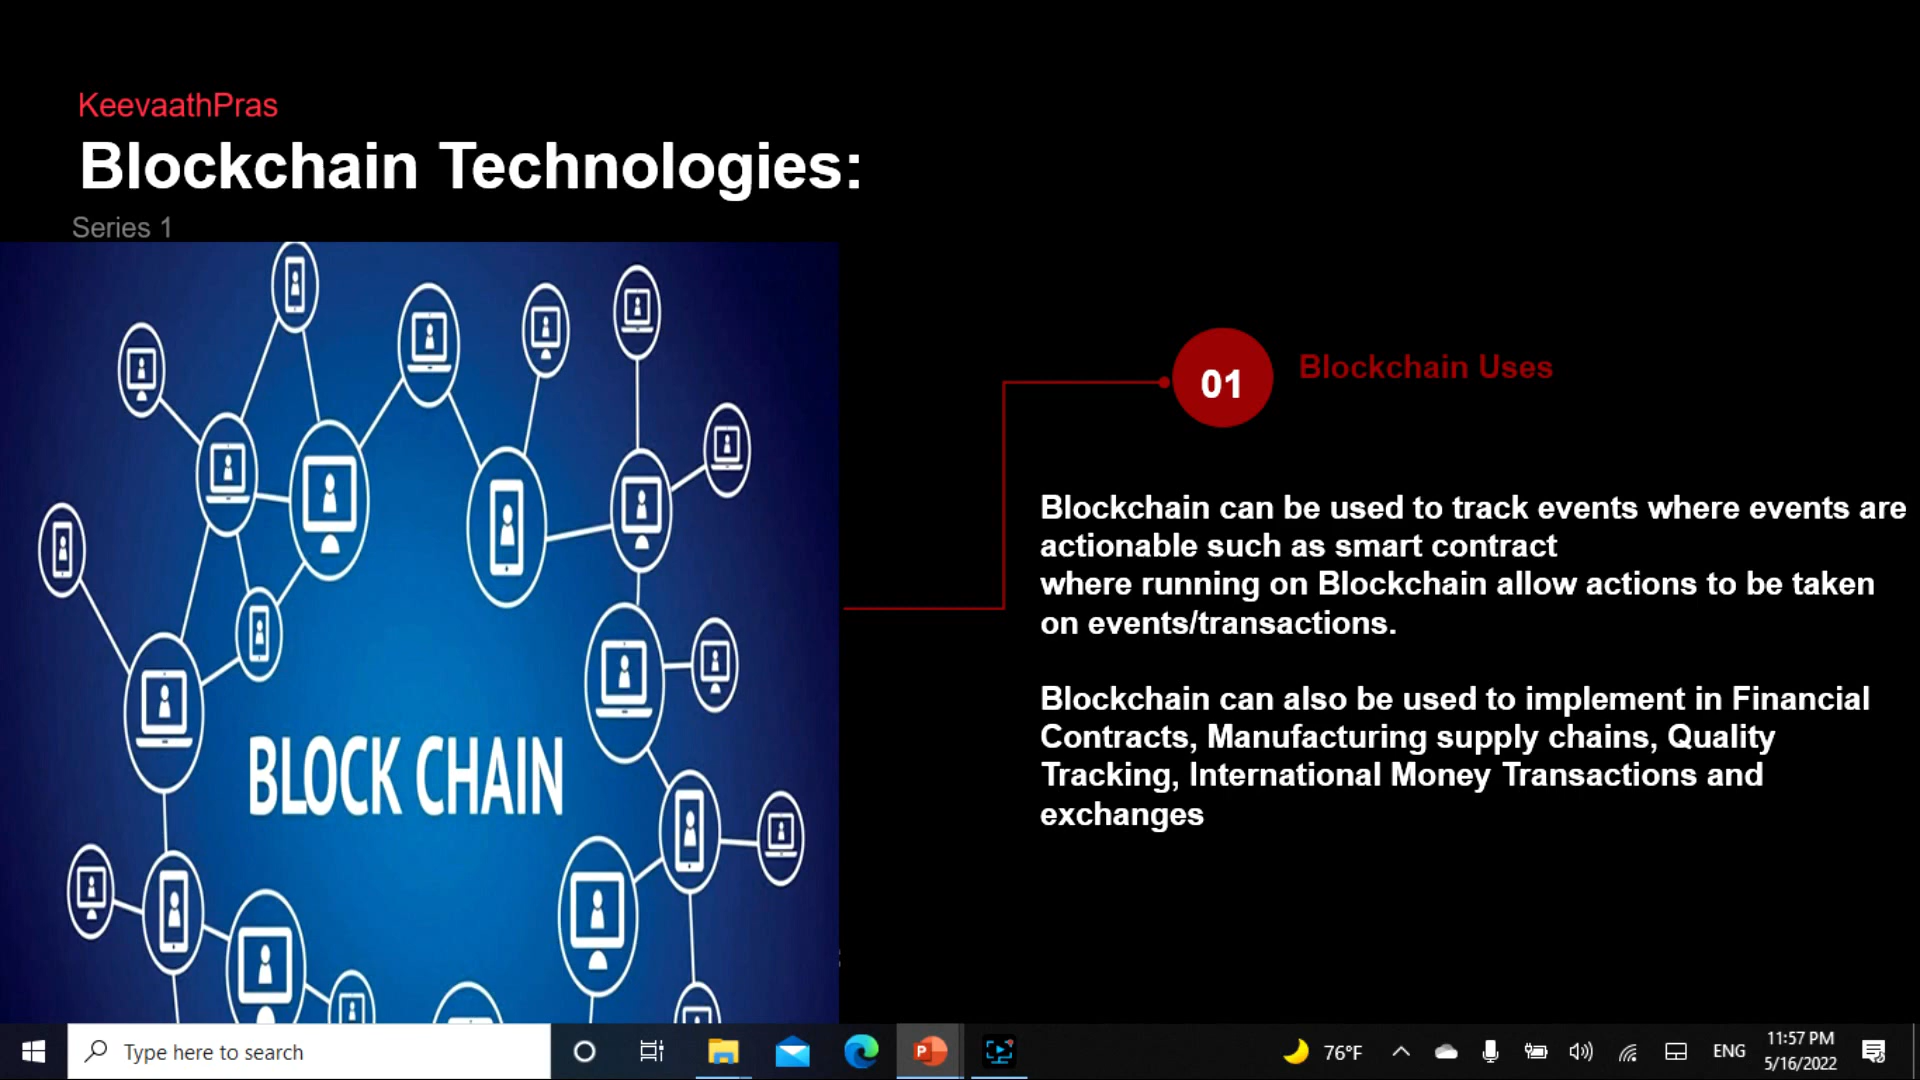 KeevaathPras
Blockchain Technologies:
Series 1
BLOCK CHAIN
01
Blockchain Uses
Blockchain can be used to track events where events are
actionable such as smart contract
where running on Blockchain allow actions to be taken
on events/transactions.
Blockchain can also be used to implement in Financial
Contracts, Manufacturing supply chains, Quality
Tracking, International Money Transactions and
exchanges
Type here to search
76°F
ENG
11:57 PM
5/16/2022